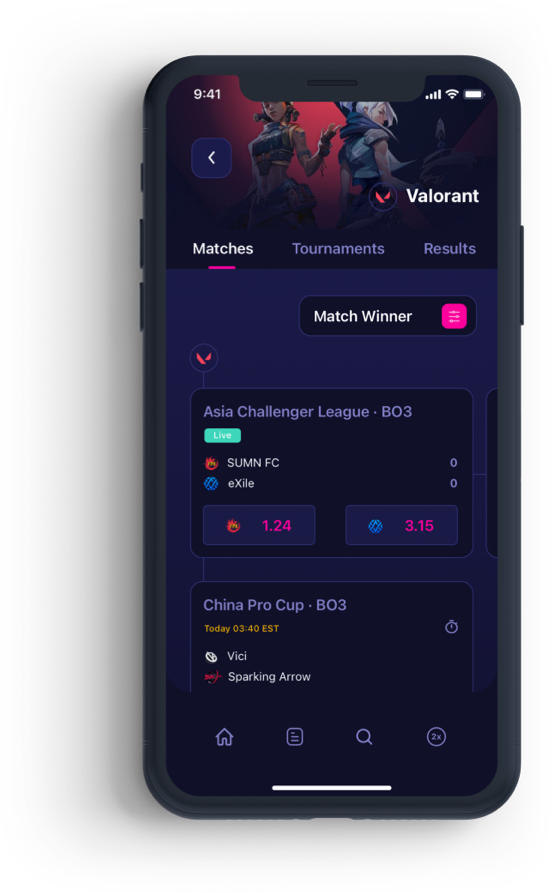 9:41
Valorant
Matches Tournaments Results
Match Winner
Asia Challenger League · BO3
Live
SUMN FC 0
eXile 0
1.24 3.15
China Pro Cup · BO3
Today 03:40 EST
Vici
Sparking Arrow
2x